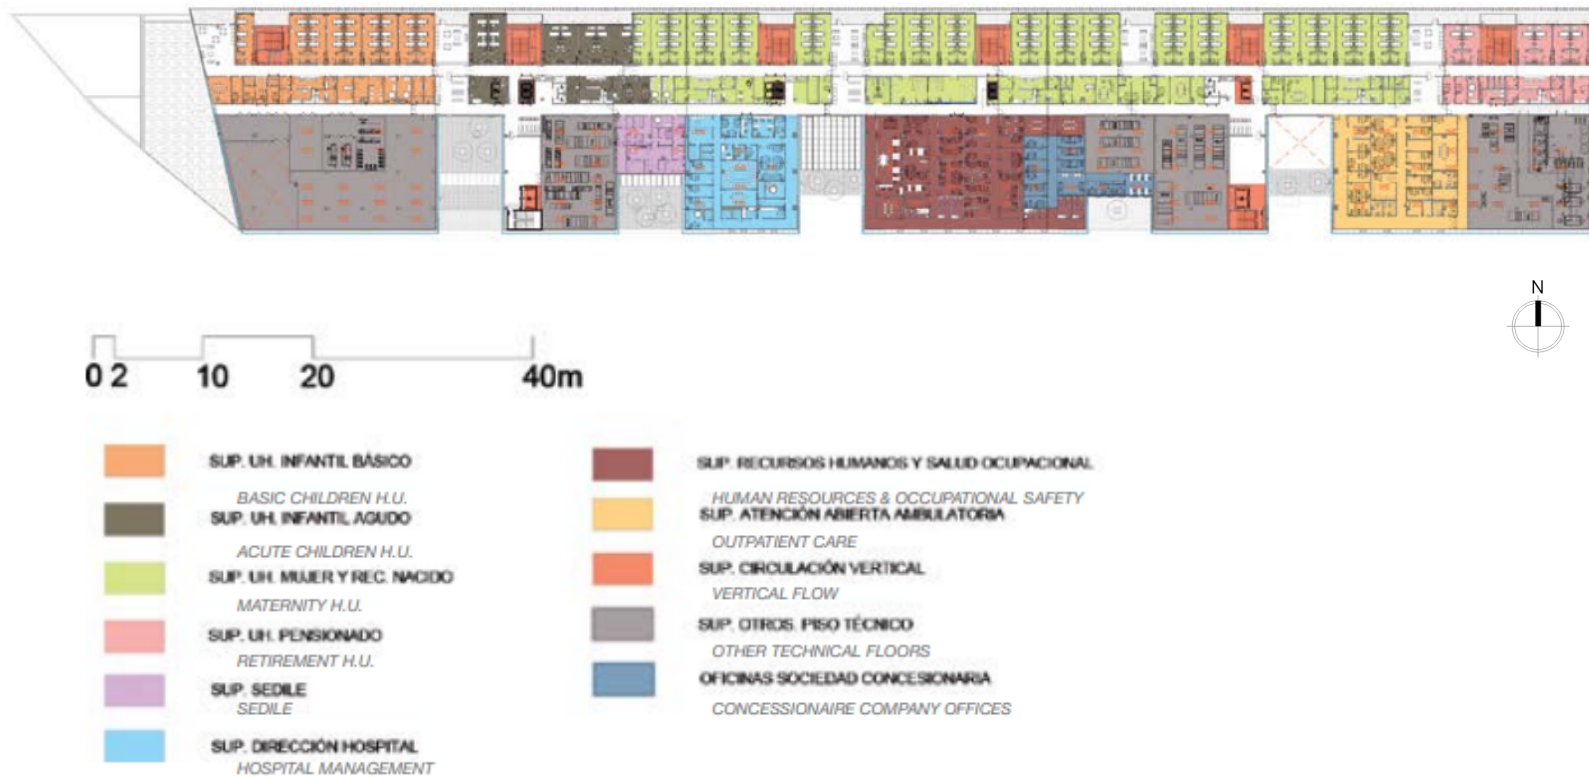 N
0 2 10 20 40m
SUP. UH. INFANTIL BÁSICO
BASIC CHILDREN H.U.
SUP. UH. INFANTIL AGUDO
ACUTE CHILDREN H.U.
SUP. UH. MUJER Y REC. NACIDO
MATERNITY H.U.
SUP. UH. PENSIONADO
RETIREMENT H.U.
SUP. SEDILE
SEDILE
SUP. DIRECCIÓN HOSPITAL
HOSPITAL MANAGEMENT
SUP. RECURSOS HUMANOS Y SALUD OCUPACIONAL
HUMAN RESOURCES & OCCUPATIONAL SAFETY
SUP. ATENCIÓN ABIERTA AMBULATORIA
OUTPATIENT CARE
SUP. CIRCULACIÓN VERTICAL
VERTICAL FLOW
SUP. OTROS. PISO TÉCNICO
OTHER TECHNICAL FLOORS
OFICINAS SOCIEDAD CONCESIONARIA
CONCESSIONAIRE COMPANY OFFICES